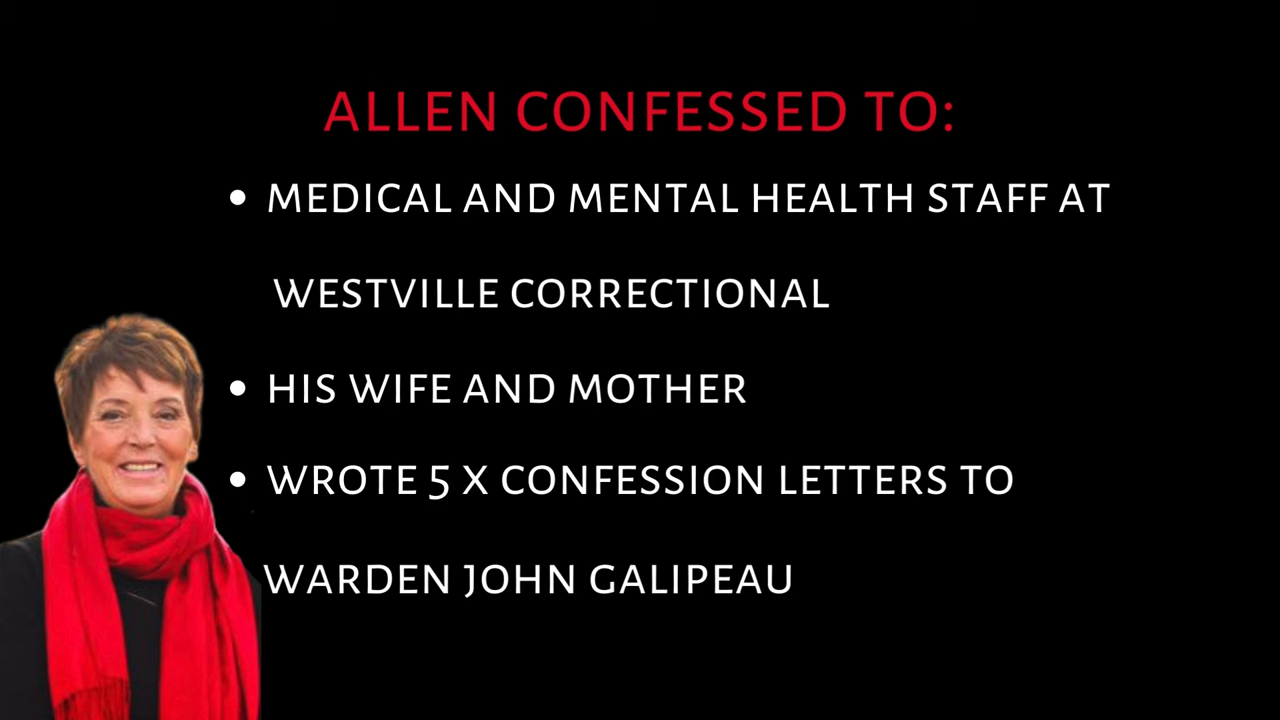 ALLEN CONFESSED TO:
• MEDICAL AND MENTAL HEALTH STAFF AT
WESTVILLE CORRECTIONAL
• HIS WIFE AND MOTHER
• WROTE 5 X CONFESSION LETTERS TO
WARDEN JOHN GALIPEAU